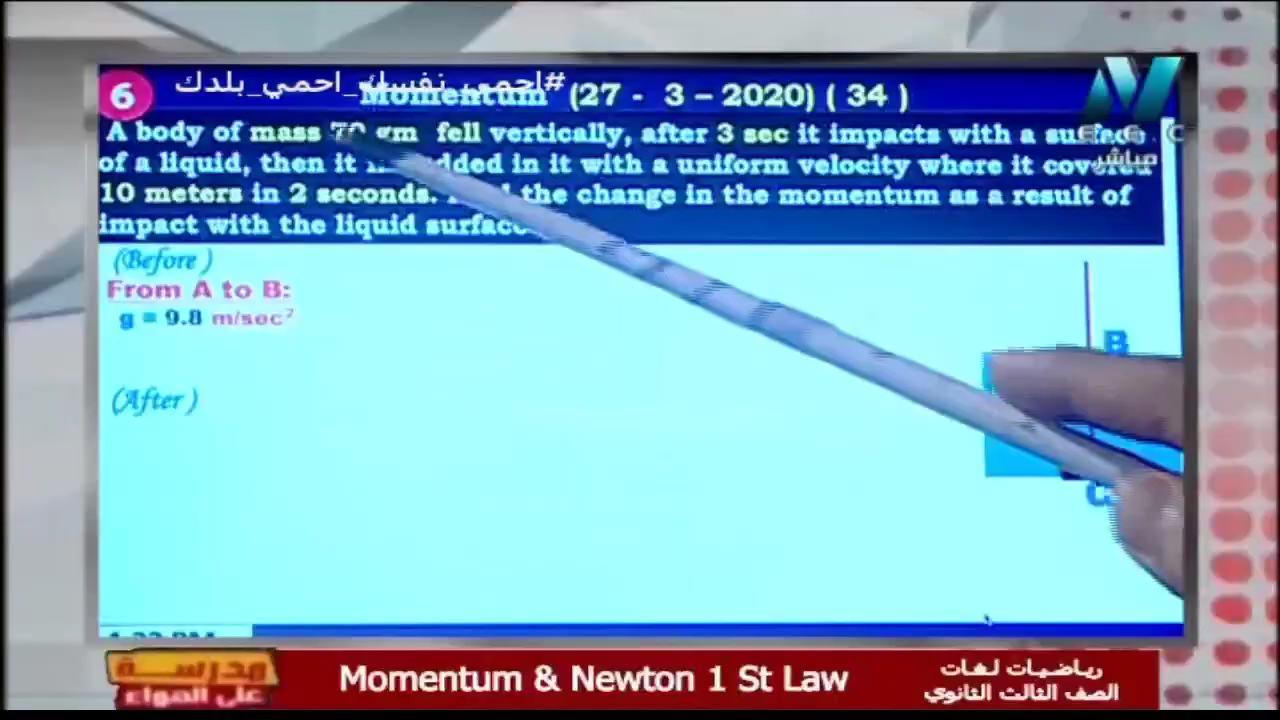 #احمي_نفسك_احمي_بلدك
6
Momentum (27 - 3 – 2020) ( 34 )
A body of mass 70 gm fell vertically, after 3 sec it impacts with a surface
of a liquid, then it in a uniform velocity where it covered
10 meters in 2 seconds. the change in the momentum as a result of
impact with the liquid surface
مباشر
(Before )
From A to B:
g = 9.8 m/sec²
B
(After )
C
مدرسة
على الهواء
Momentum & Newton 1 St Law
رياضيات لغات
الصف الثالث الثانوي